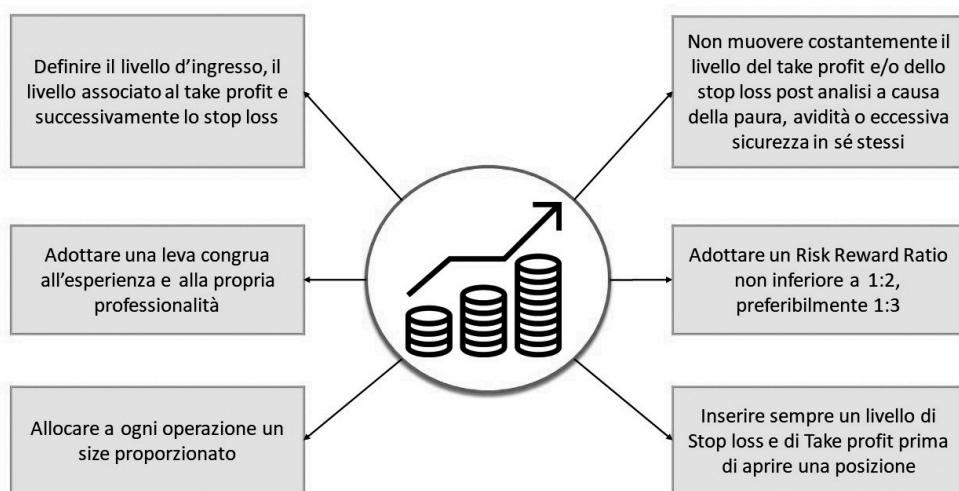 Definire il livello d'ingresso, il
livello associato al take profit e
successivamente lo stop loss
Non muovere costantemente il
livello del take profit e/o dello
stop loss post analisi a causa
della paura, avidità o eccessiva
sicurezza in sé stessi
Adottare una leva congrua
all'esperienza e alla propria
professionalità
Adottare un Risk Reward Ratio
non inferiore a 1:2,
preferibilmente 1:3
Allocare a ogni operazione un
size proporzionato
Inserire sempre un livello di
Stop loss e di Take profit prima
di aprire una posizione